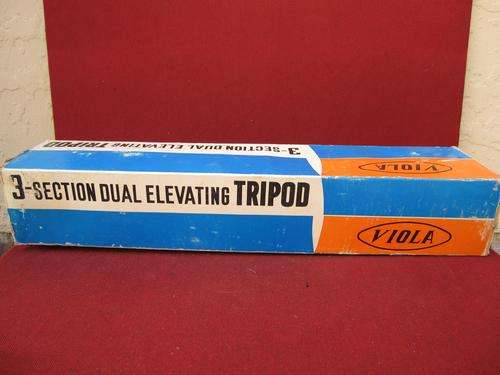 3-SECTION DUAL ELEVATING TRIPOD
VIOLA
3-SECTION DUAL ELEVATING TRIPOD
VIOLA